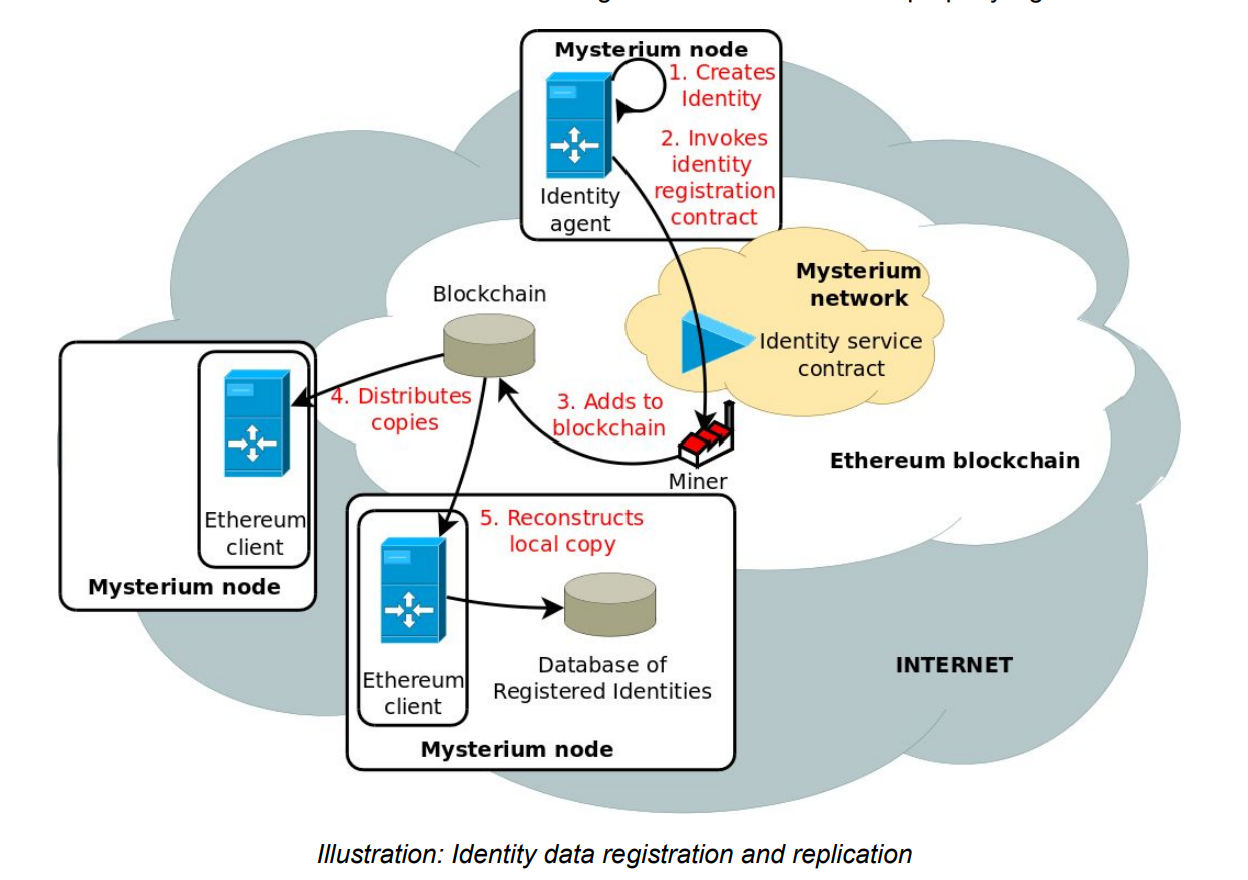 Mysterium node
1. Creates
Identity
2. Invokes
identity
registration
contract
Identity
agent
Mysterium
network
Identity service
contract
Blockchain
4. Distributes
copies
3. Adds to
blockchain
Miner
Ethereum blockchain
Ethereum
client
Mysterium node
5. Reconstructs
local copy
Ethereum
client
Database of
Registered Identities
Mysterium node
INTERNET
Illustration: Identity data registration and replication